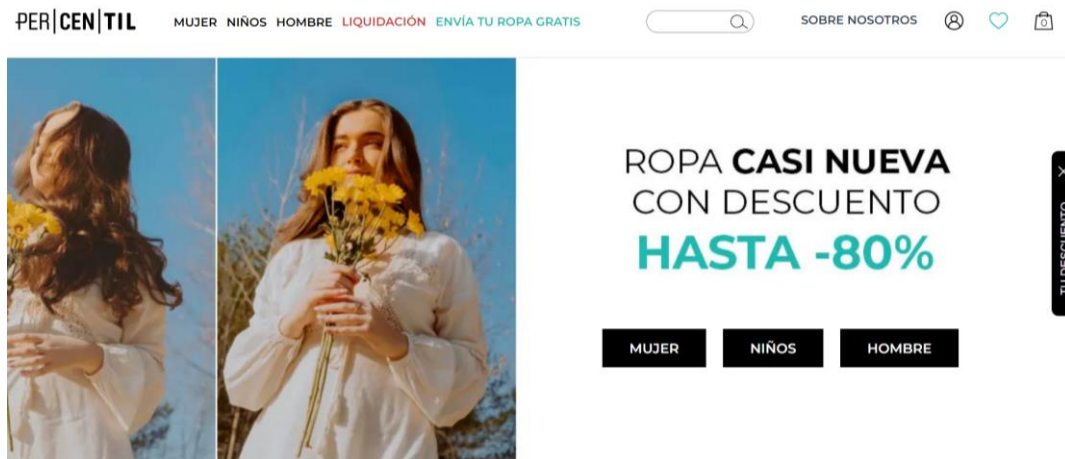 PER|CEN|TIL
MUJER NIÑOS HOMBRE LIQUIDACIÓN ENVÍA TU ROPA GRATIS
SOBRE NOSOTROS
0
ROPA CASI NUEVA
CON DESCUENTO
HASTA -80%
TU DESCUENTO
MUJER NIÑOS HOMBRE